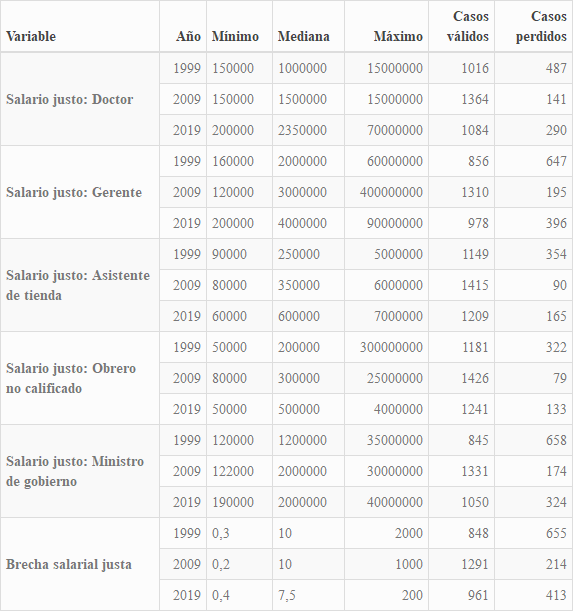 Variable Año Mínimo Mediana Máximo Casos válidos Casos perdidos
Salario justo: Doctor 1999 150000 1000000 15000000 1016 487
2009 150000 1500000 15000000 1364 141
2019 200000 2350000 70000000 1084 290
Salario justo: Gerente 1999 160000 2000000 60000000 856 647
2009 120000 3000000 400000000 1310 195
2019 200000 4000000 90000000 978 396
Salario justo: Asistente de tienda 1999 90000 250000 5000000 1149 354
2009 80000 350000 6000000 1415 90
2019 60000 600000 7000000 1209 165
Salario justo: Obrero no calificado 1999 50000 200000 300000000 1181 322
2009 80000 300000 25000000 1426 79
2019 50000 500000 4000000 1241 133
Salario justo: Ministro de gobierno 1999 120000 1200000 35000000 845 658
2009 122000 2000000 30000000 1331 174
2019 190000 2000000 40000000 1050 324
Brecha salarial justa 1999 0,3 10 2000 848 655
2009 0,2 10 1000 1291 214
2019 0,4 7,5 200 961 413